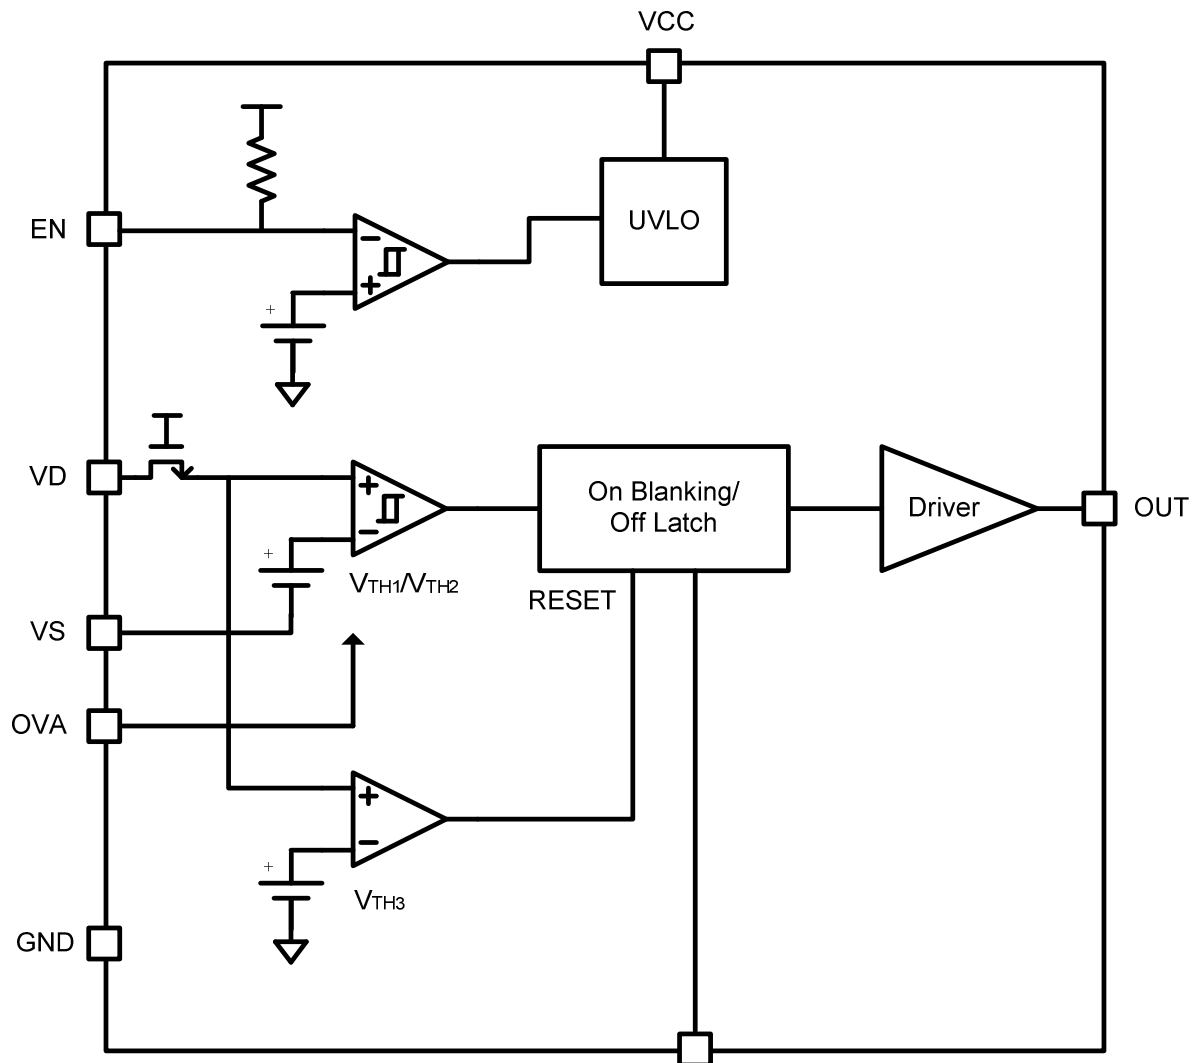 VCC
EN
UVLO
+
VD
On Blanking/
Off Latch
Driver
OUT
+
VTH1/VTH2
RESET
VS
OVA
+
VTH3
GND